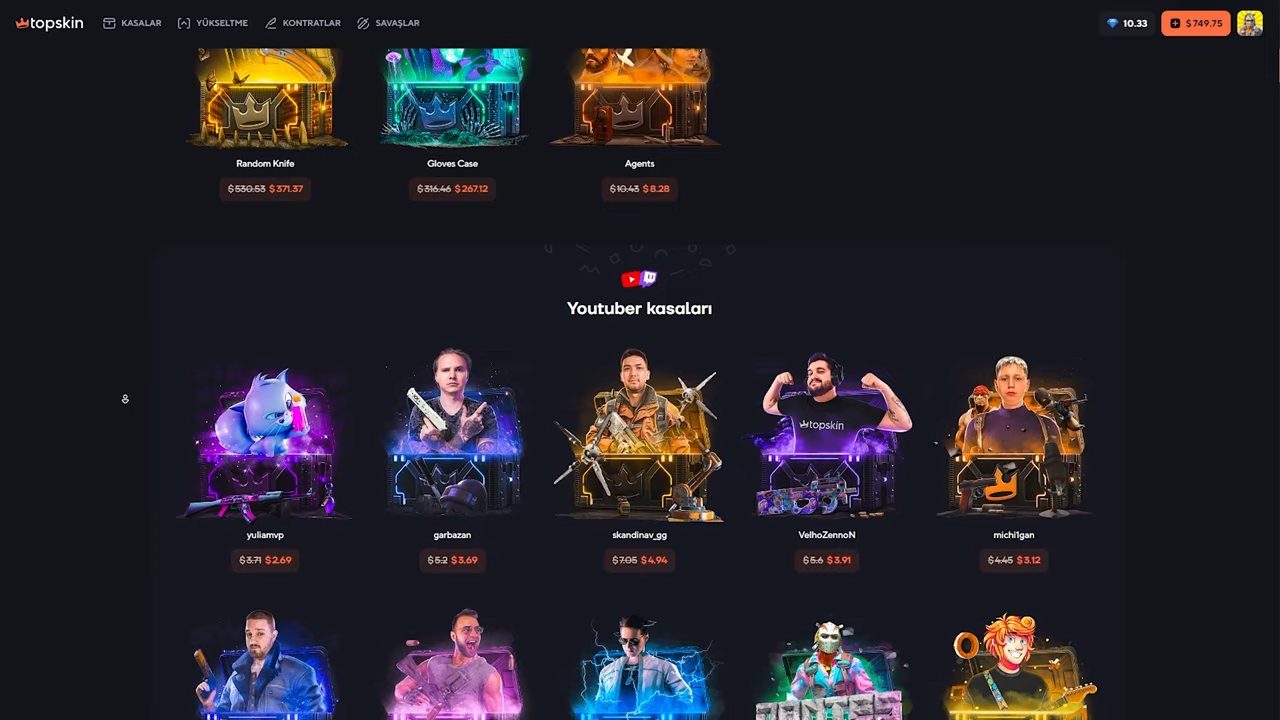 topskin
KASALAR
YÜKSELTME
KONTRATLAR
SAVAŞLAR
10.33
$749.75
Random Knife
Gloves Case
Agents
$530.53 $371.37
$316.46 $267.12
$10.43 $8.28
Youtuber kasaları
topskin
yuliamvp
garbazan
skandinav_gg
VelhoZennoN
michi1gan
$3.71 $2.69
$5.2 $3.69
$7.05 $4.94
$5.6 $3.91
$4.45 $3.12